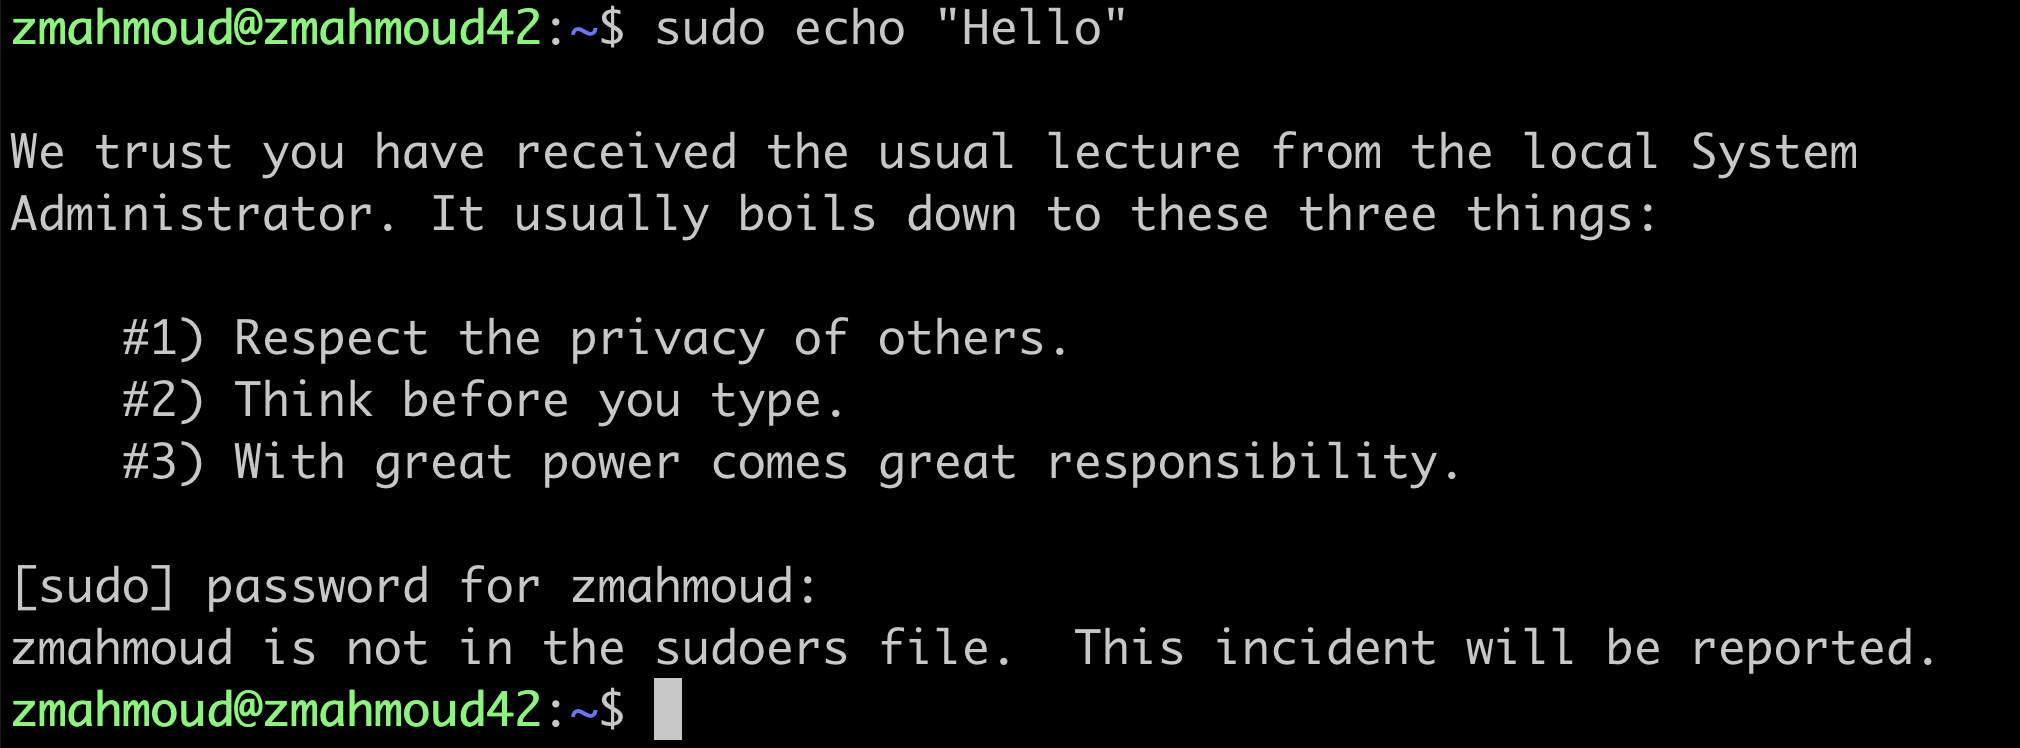 zmahmoud@zmahmoud42:~$ sudo echo "Hello"
We trust you have received the usual lecture from the local System
Administrator. It usually boils down to these three things:
#1) Respect the privacy of others.
#2) Think before you type.
#3) With great power comes great responsibility.
[sudo] password for zmahmoud:
zmahmoud is not in the sudoers file.  This incident will be reported.
zmahmoud@zmahmoud42:~$